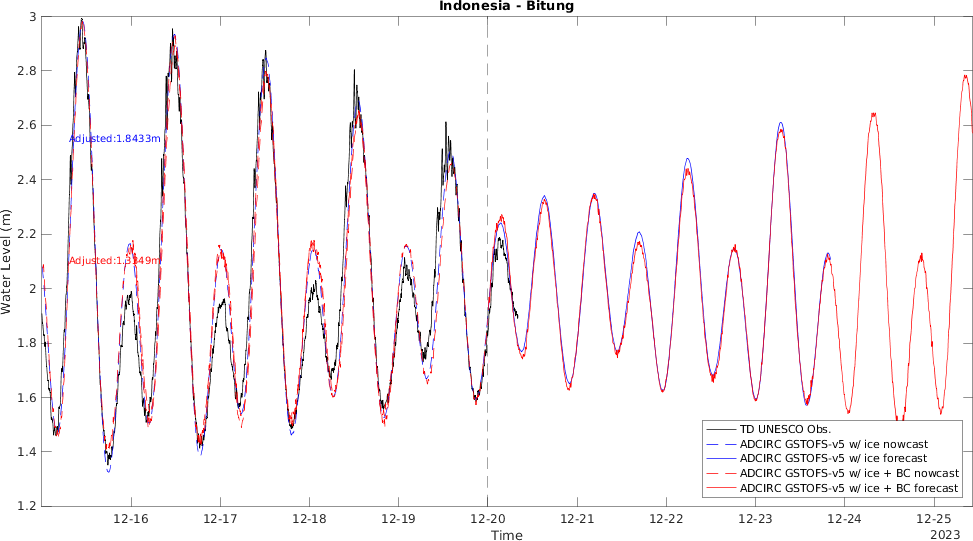 Indonesia - Bitung
3
2.8
2.6
2.4
2.2
2
1.8
1.6
1.4
1.2
Water Level (m)
Adjusted:1.8433m
Adjusted:1.3349m
TD UNESCO Obs.
ADCIRC GSTOFS-v5 w/ ice nowcast
ADCIRC GSTOFS-v5 w/ ice forecast
ADCIRC GSTOFS-v5 w/ ice + BC nowcast
ADCIRC GSTOFS-v5 w/ ice + BC forecast
12-16 12-17 12-18 12-19 12-20 12-21 12-22 12-23 12-24 12-25
Time
2023